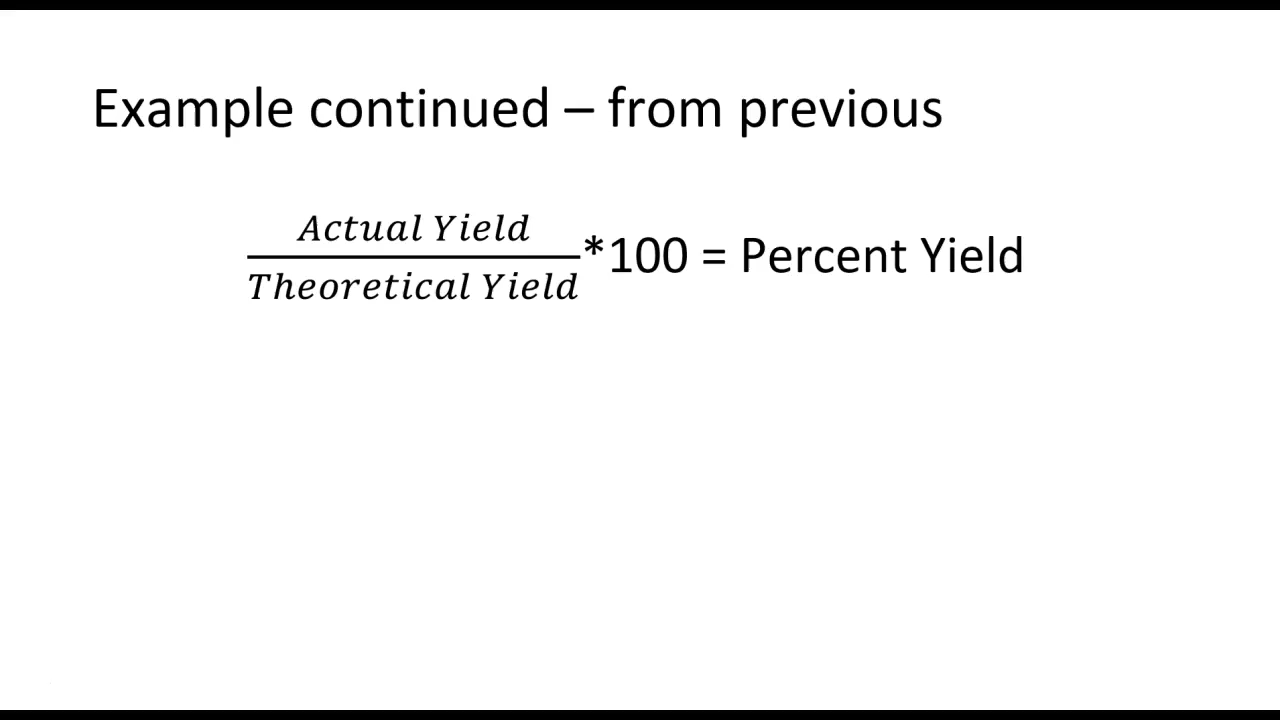 Example continued – from previous
Actual Yield
Theoretical Yield
*100 = Percent Yield